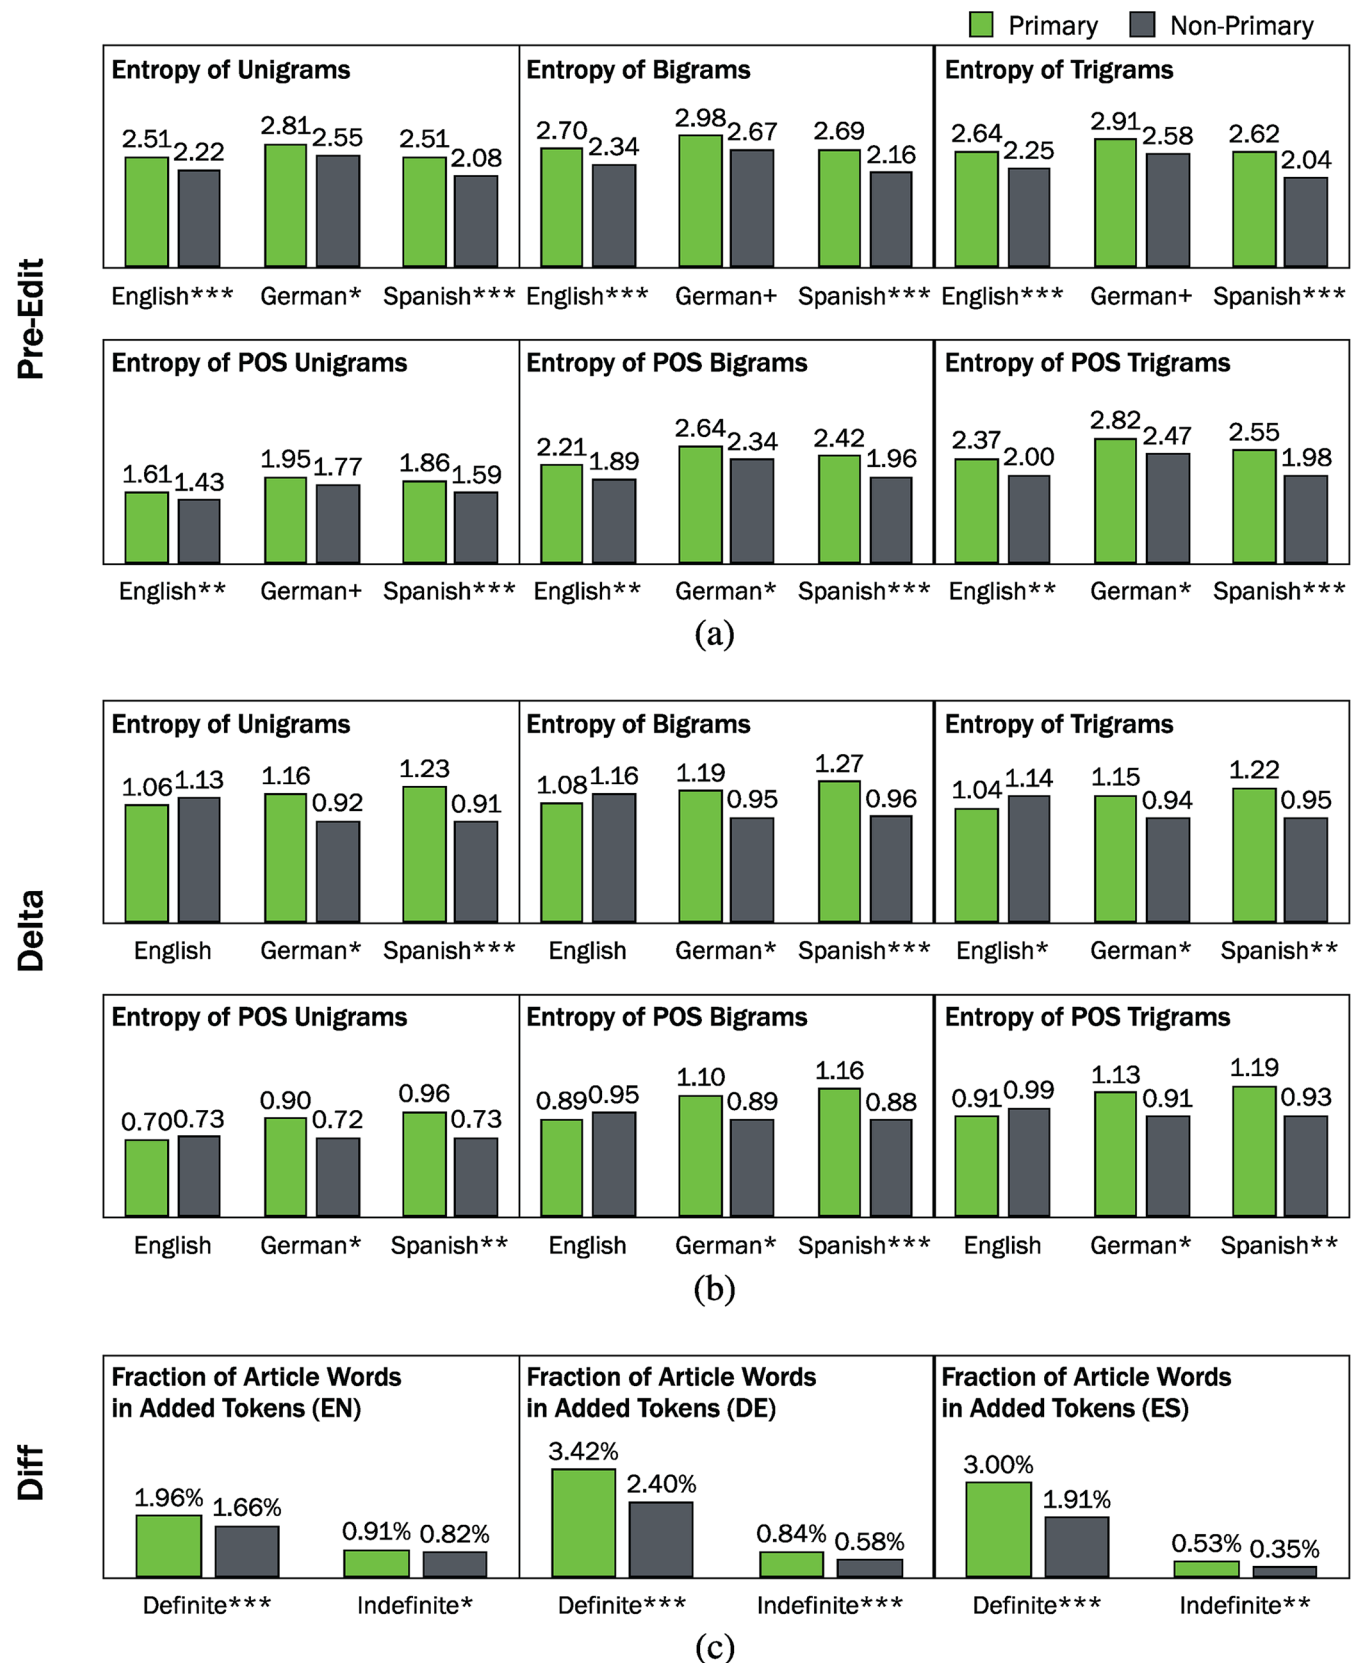 Primary Non-Primary
Pre-Edit
Entropy of Unigrams Entropy of Bigrams Entropy of Trigrams
2.51 2.22 2.81 2.55 2.51 2.08 2.70 2.34 2.98 2.67 2.69 2.16 2.64 2.25 2.91 2.58 2.62 2.04
English*** German* Spanish*** English*** German+ Spanish*** English*** German+ Spanish***
Entropy of POS Unigrams Entropy of POS Bigrams Entropy of POS Trigrams
1.61 1.43 1.95 1.77 1.86 1.59 2.21 1.89 2.64 2.34 2.42 1.96 2.37 2.00 2.82 2.47 2.55 1.98
English** German+ Spanish*** English** German* Spanish*** English** German* Spanish***
(a)
Delta
Entropy of Unigrams Entropy of Bigrams Entropy of Trigrams
1.06 1.13 1.16 0.92 1.23 0.91 1.08 1.16 1.19 0.95 1.27 0.96 1.04 1.14 1.15 0.94 1.22 0.95
English German* Spanish*** English German* Spanish*** English* German* Spanish**
Entropy of POS Unigrams Entropy of POS Bigrams Entropy of POS Trigrams
0.70 0.73 0.90 0.72 0.96 0.73 0.89 0.95 1.10 0.89 1.16 0.88 0.91 0.99 1.13 0.91 1.19 0.93
English German* Spanish** English German* Spanish*** English German* Spanish**
(b)
Diff
Fraction of Article Words Fraction of Article Words Fraction of Article Words
in Added Tokens (EN) in Added Tokens (DE) in Added Tokens (ES)
1.96% 1.66% 0.91% 0.82% 3.42% 2.40% 0.84% 0.58% 3.00% 1.91% 0.53% 0.35%
Definite*** Indefinite* Definite*** Indefinite*** Definite*** Indefinite**
(c)